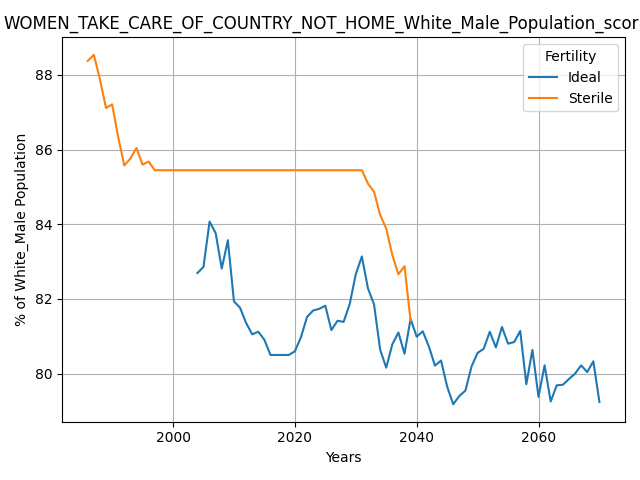 WOMEN_TAKE_CARE_OF_COUNTRY_NOT_HOME_White_Male_Population_scor
% of White_Male Population
88
86
84
82
80
Fertility
Ideal
Sterile
2000
2020
2040
2060
Years